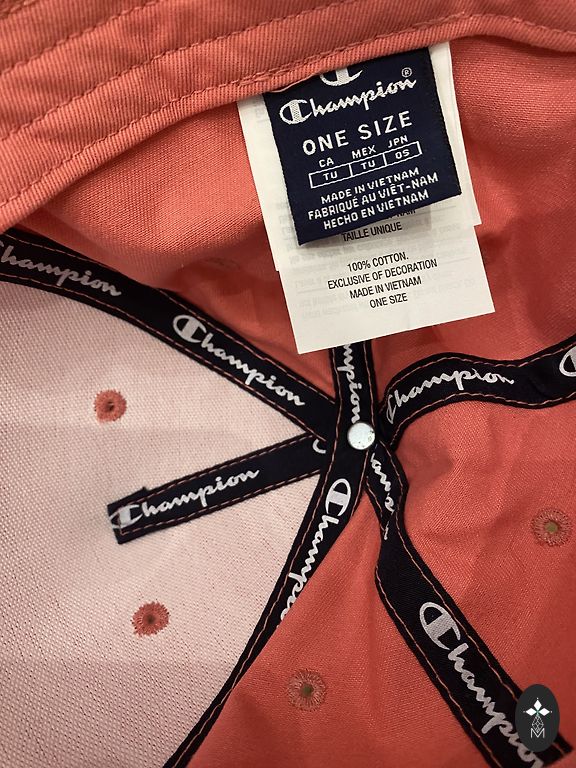 Champion®
ONE SIZE
CA MEX JPN
TU TU OS
MADE IN VIETNAM
FABRIQUÉ AU VIÊT-NAM
HECHO EN VIETNAM
TAILLE UNIQUE
100% COTTON.
EXCLUSIVE OF DECORATION
MADE IN VIETNAM
ONE SIZE
Champion
Champion
Champion
Champion
Champion
Champion
Champion
M